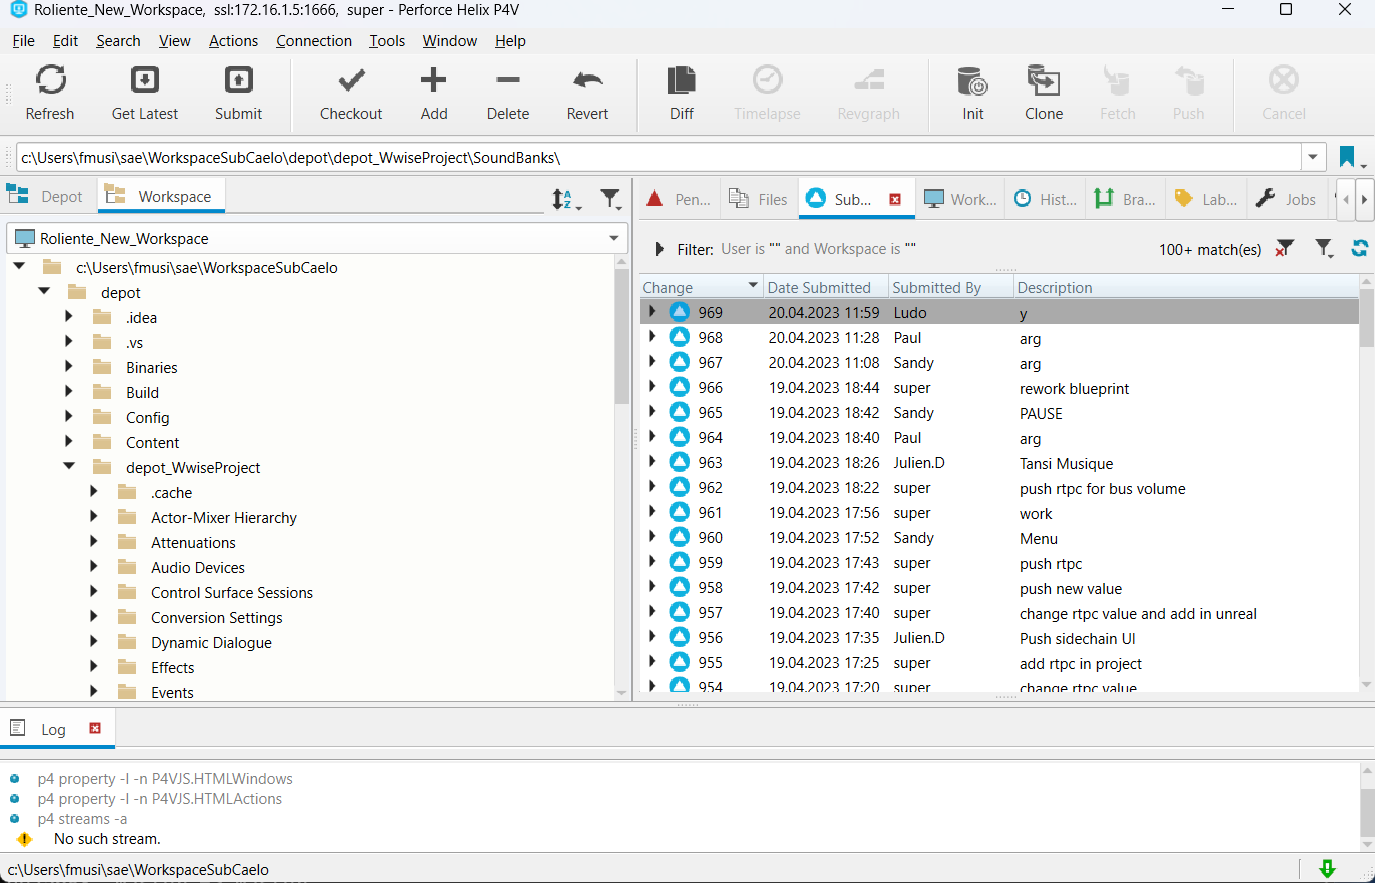 Roliente_New_Workspace,  ssl:172.16.1.5:1666,  super - Perforce Helix P4V
File Edit Search View Actions Connection Tools Window Help
Refresh Get Latest Submit Checkout Add Delete Revert Diff Timelapse Revgraph Init Clone Fetch Push Cancel
c:\Users\fmusi\sae\WorkspaceSubCaelo\depot\depot_WwiseProject\SoundBanks\
Depot Workspace
Pen... Files Sub... Work... Hist... Bra... Lab... Jobs
Roliente_New_Workspace
Filter: User is "" and Workspace is "" 100+ match(es)
c:\Users\fmusi\sae\WorkspaceSubCaelo
depot
.idea
.vs
Binaries
Build
Config
Content
depot_WwiseProject
.cache
Actor-Mixer Hierarchy
Attenuations
Audio Devices
Control Surface Sessions
Conversion Settings
Dynamic Dialogue
Effects
Events
Change Date Submitted Submitted By Description
969 20.04.2023 11:59 Ludo y
968 20.04.2023 11:28 Paul arg
967 20.04.2023 11:08 Sandy arg
966 19.04.2023 18:44 super rework blueprint
965 19.04.2023 18:42 Sandy PAUSE
964 19.04.2023 18:40 Paul arg
963 19.04.2023 18:26 Julien.D Tansi Musique
962 19.04.2023 18:22 super push rtpc for bus volume
961 19.04.2023 17:56 super work
960 19.04.2023 17:52 Sandy Menu
959 19.04.2023 17:43 super push rtpc
958 19.04.2023 17:42 super push new value
957 19.04.2023 17:40 super change rtpc value and add in unreal
956 19.04.2023 17:35 Julien.D Push sidechain UI
955 19.04.2023 17:25 super add rtpc in project
954 19.04.2023 17:20 super change rtpc value
Log
p4 property -l -n P4VJS.HTMLWindows
p4 property -l -n P4VJS.HTMLActions
p4 streams -a
No such stream.
c:\Users\fmusi\sae\WorkspaceSubCaelo